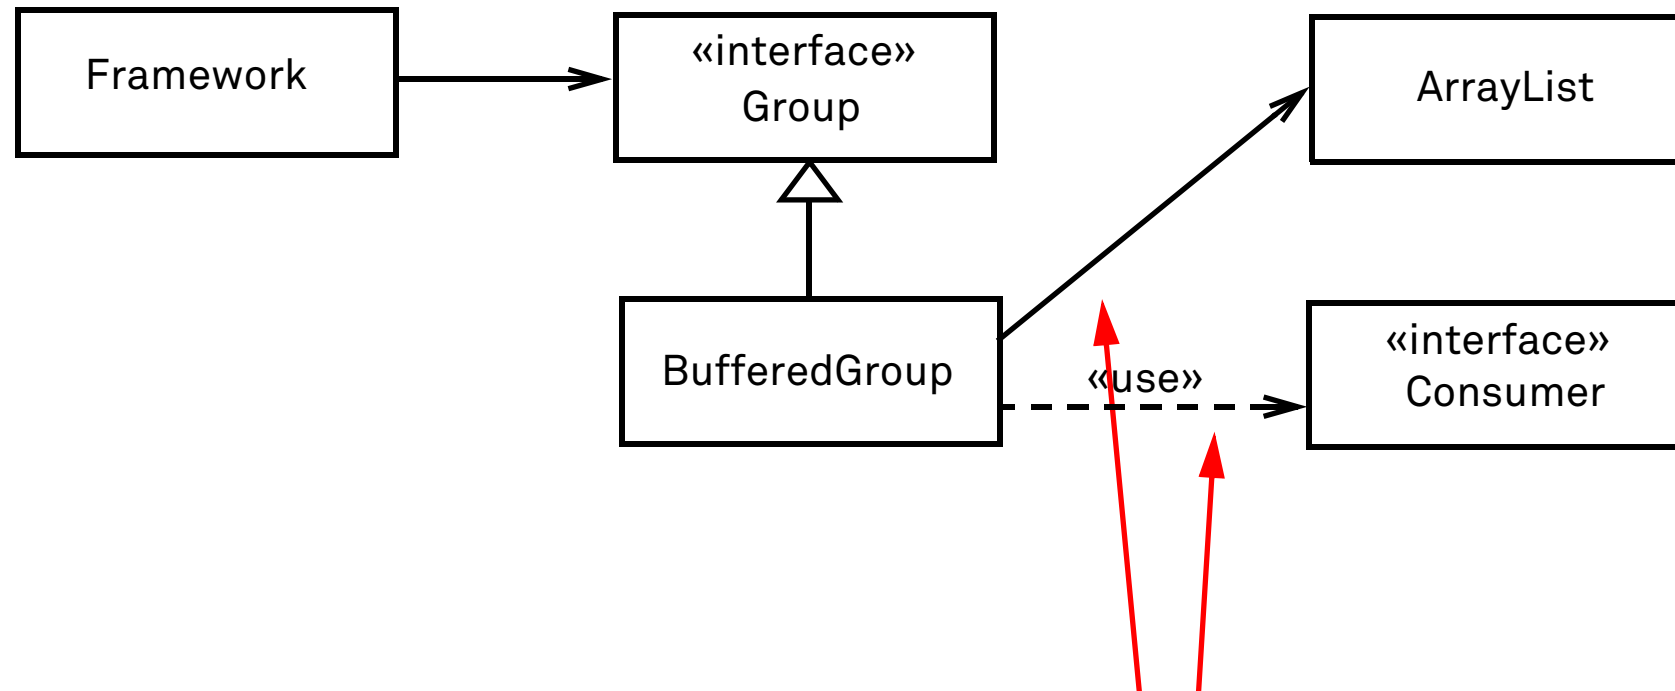 Framework
«interface»
Group
ArrayList
BufferedGroup
«use»
«interface»
Consumer